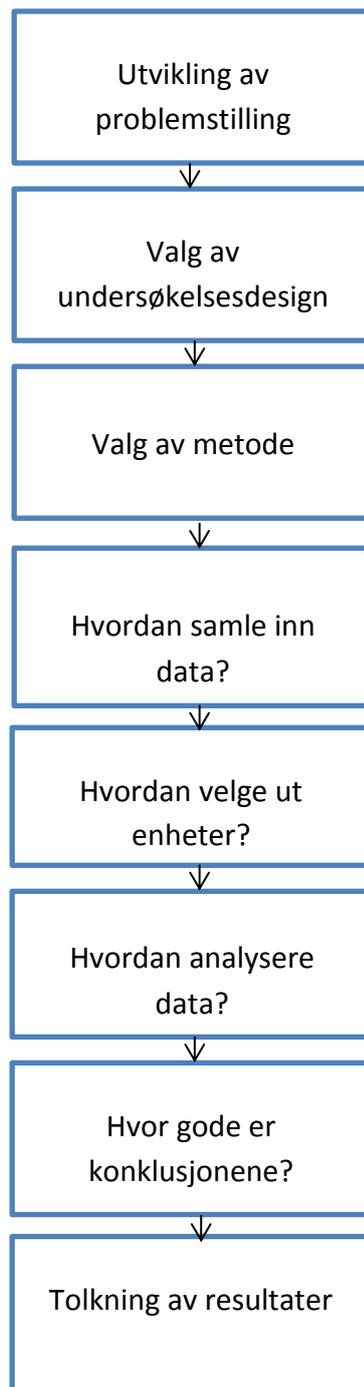 Utvikling av
problemstilling
Valg av
undersøkelsesdesign
Valg av metode
Hvordan samle inn
data?
Hvordan velge ut
enheter?
Hvordan analysere
data?
Hvor gode er
konklusjonene?
Tolkning av resultater